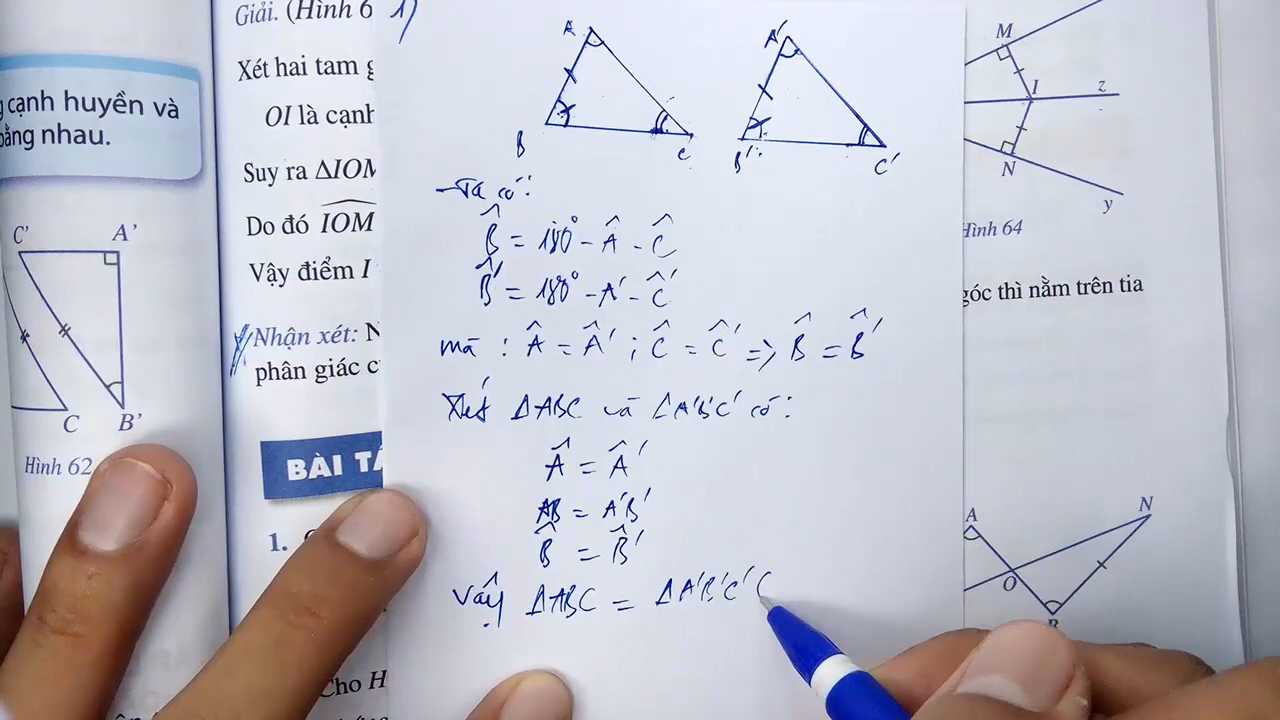 g cạnh huyền và
bằng nhau.
C' A'
C B'
Hình 62
Giải. (Hình 6
Xét hai tam g
OI là cạnh
Suy ra ΔIOM
Do đó IOM
Vậy điểm I
Nhận xét: N
phân giác c
BÀI TẬ
1.
Cho H
1)
A A'
B C B' C'
Ta có:
B̂ = 180° - Â - Ĉ
B̂' = 180° - A' - Ĉ'
mà : Â = Â' ; Ĉ = Ĉ' => B̂ = B̂'
Xét ΔABC và ΔA'B'C' có:
Â = Â'
AB = A'B'
B̂ = B̂'
Vậy ΔABC = ΔA'B'C' (
M
I z
N
y
Hình 64
góc thì nằm trên tia
A N
O
B